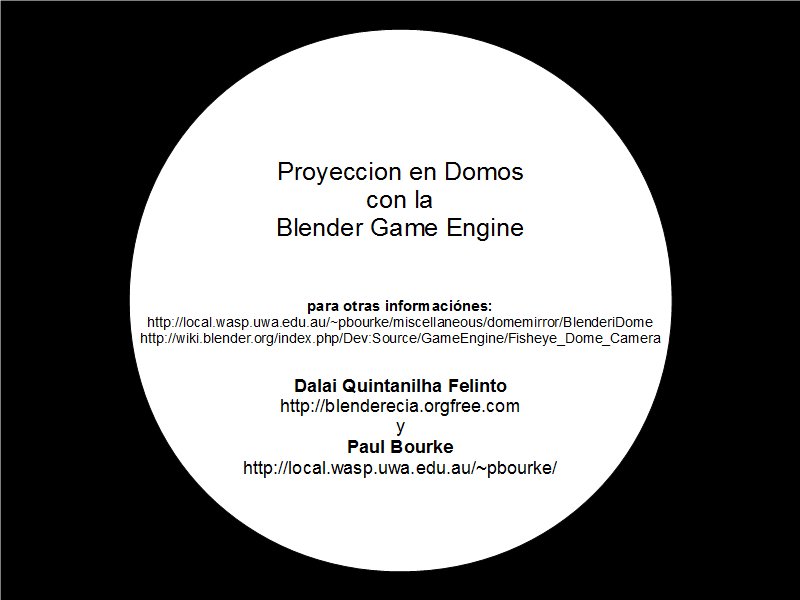 Proyeccion en Domos
con la
Blender Game Engine
para otras informaciónes:
http://local.wasp.uwa.edu.au/~pbourke/miscellaneous/domemirror/BlenderiDome
http://wiki.blender.org/index.php/Dev:Source/GameEngine/Fisheye_Dome_Camera
Dalai Quintanilha Felinto
http://blenderecia.orgfree.com
y
Paul Bourke
http://local.wasp.uwa.edu.au/~pbourke/